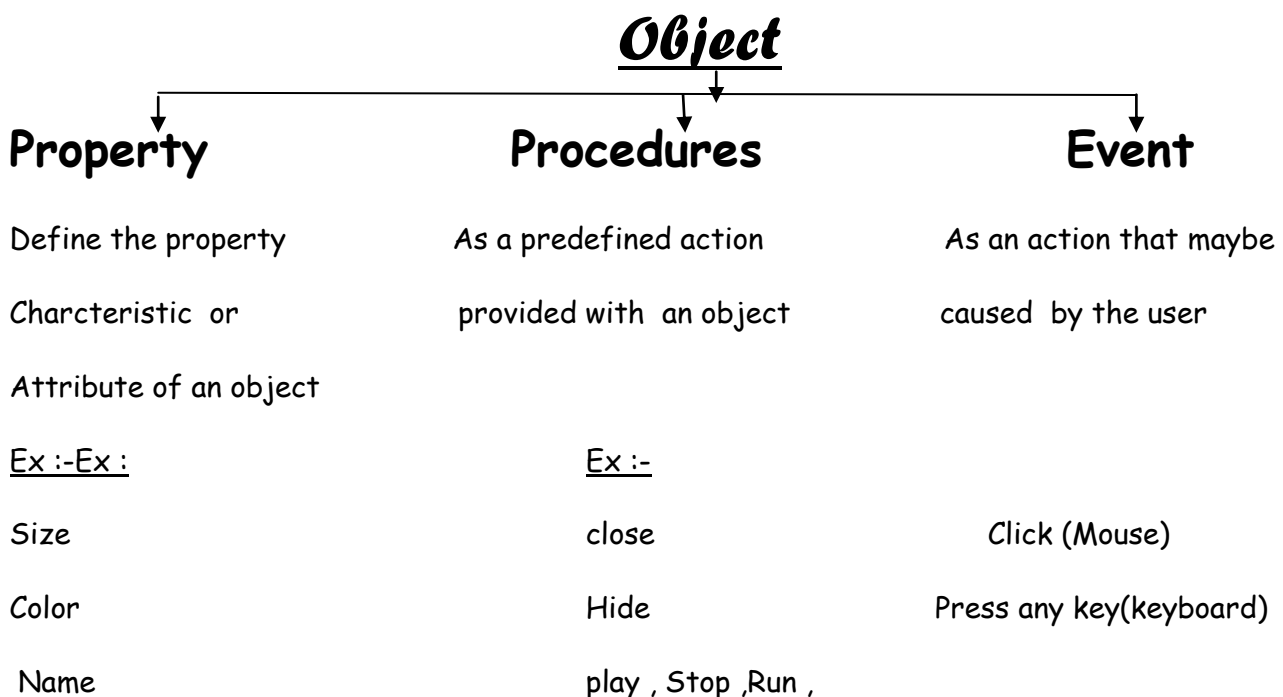 Object
Property Procedures Event
Define the property As a predefined action As an action that maybe
Charcteristic or provided with an object caused by the user
Attribute of an object
Ex :-Ex : Ex :-
Size close Click (Mouse)
Color Hide Press any key(keyboard)
Name play , Stop ,Run ,